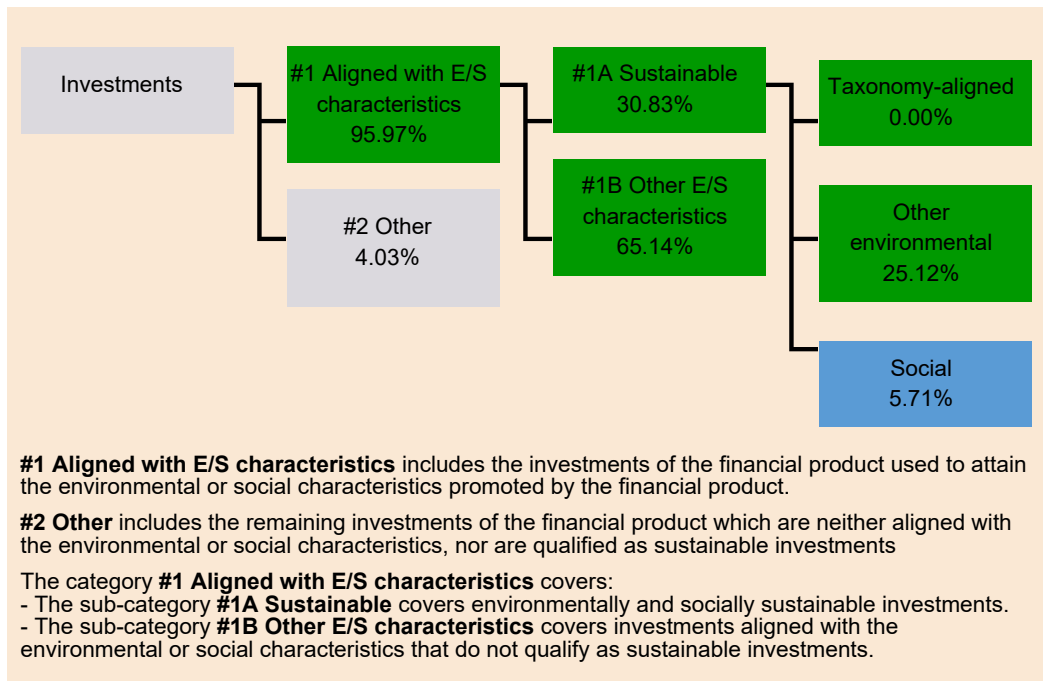 Investments
#1 Aligned with E/S
characteristics
95.97%
#2 Other
4.03%
#1A Sustainable
30.83%
#1B Other E/S
characteristics
65.14%
Taxonomy-aligned
0.00%
Other
environmental
25.12%
Social
5.71%
#1 Aligned with E/S characteristics includes the investments of the financial product used to attain
the environmental or social characteristics promoted by the financial product.
#2 Other includes the remaining investments of the financial product which are neither aligned with
the environmental or social characteristics, nor are qualified as sustainable investments
The category #1 Aligned with E/S characteristics covers:
- The sub-category #1A Sustainable covers environmentally and socially sustainable investments.
- The sub-category #1B Other E/S characteristics covers investments aligned with the
environmental or social characteristics that do not qualify as sustainable investments.